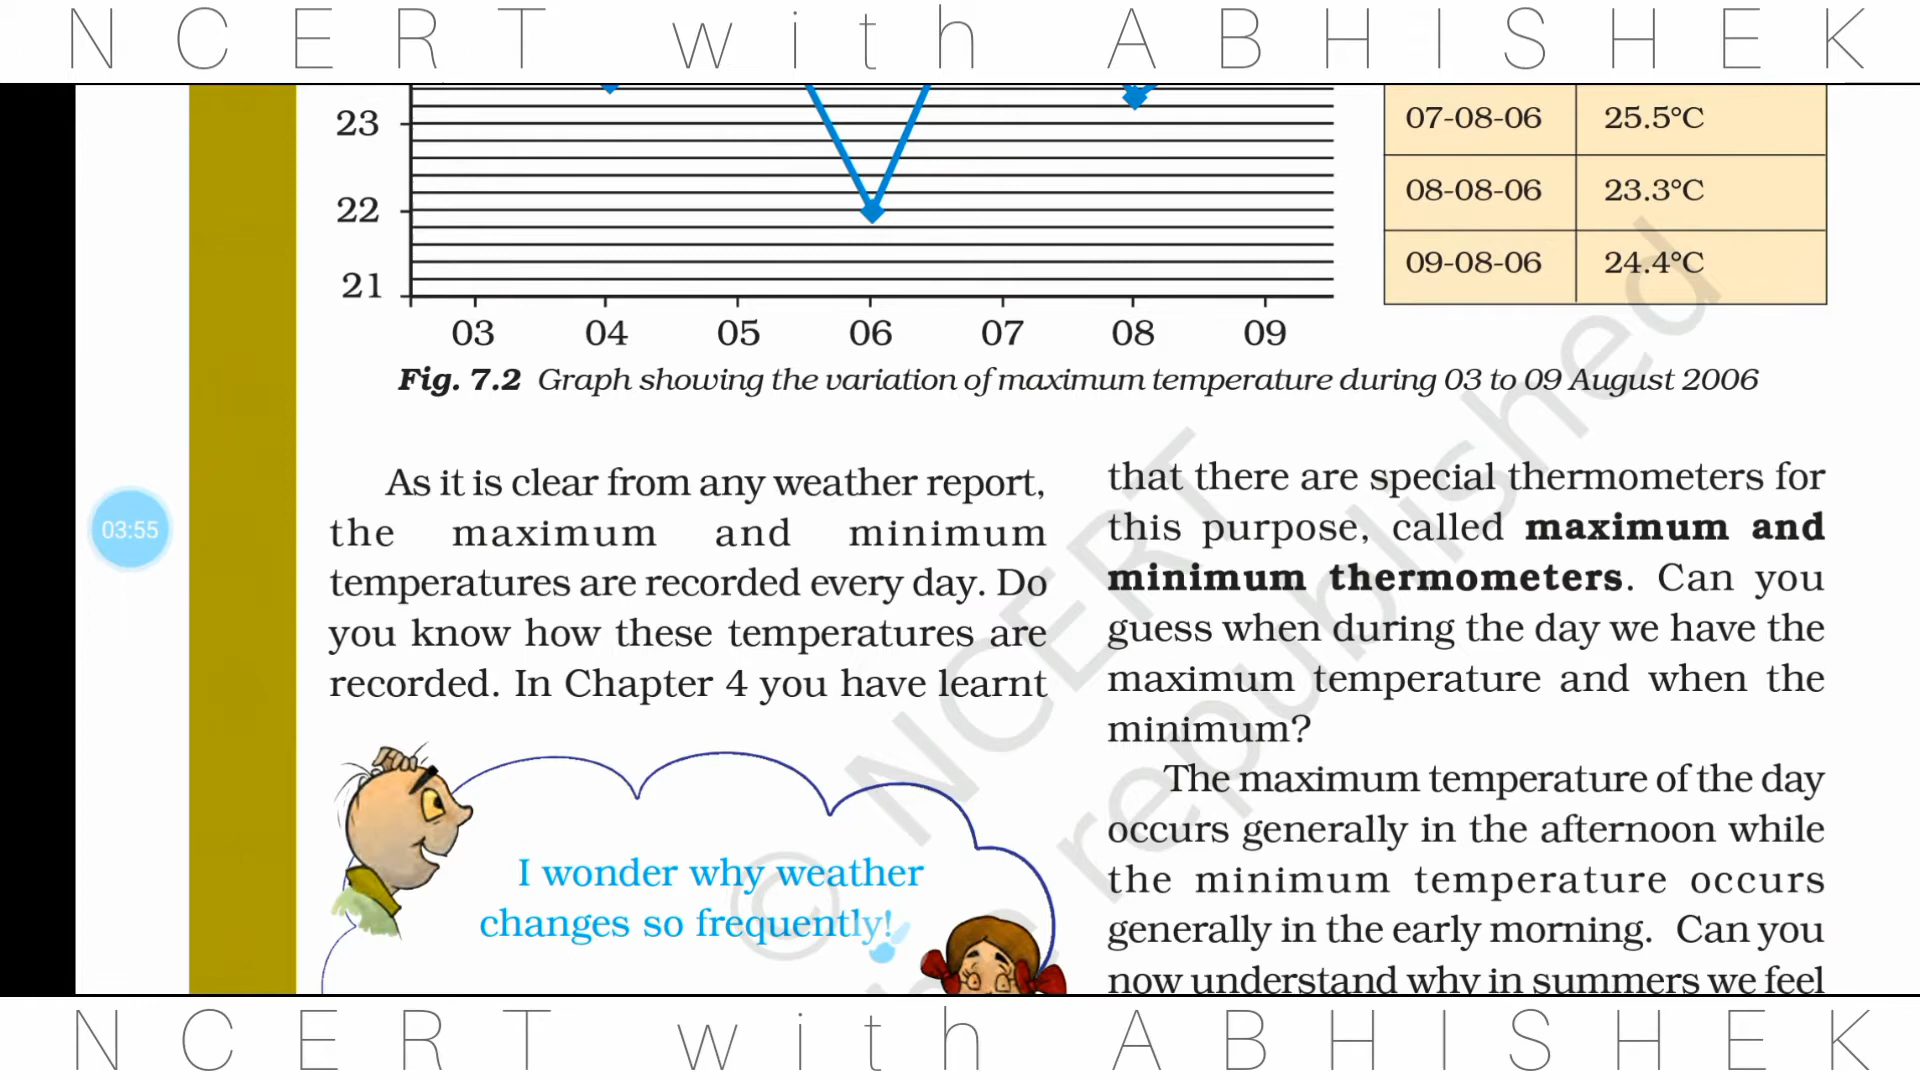 NCERT with ABHISHEK
23
22
21
03 04 05 06 07 08 09
07-08-06 25.5°C
08-08-06 23.3°C
09-08-06 24.4°C
Fig. 7.2 Graph showing the variation of maximum temperature during 03 to 09 August 2006
03:55
As it is clear from any weather report,
the maximum and minimum
temperatures are recorded every day. Do
you know how these temperatures are
recorded. In Chapter 4 you have learnt
I wonder why weather
changes so frequently!
that there are special thermometers for
this purpose, called maximum and
minimum thermometers. Can you
guess when during the day we have the
maximum temperature and when the
minimum?
The maximum temperature of the day
occurs generally in the afternoon while
the minimum temperature occurs
generally in the early morning. Can you
now understand why in summers we feel
© NCERT
republished
NCERT with ABHISHEK